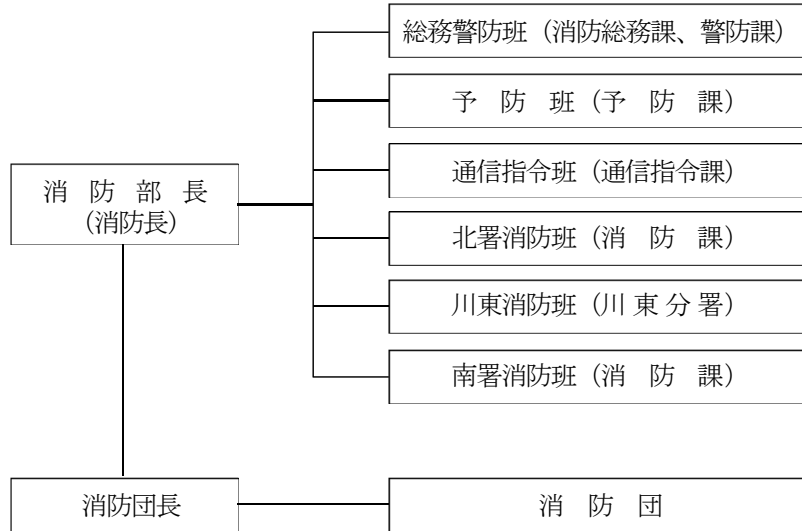 総務警防班（消防総務課、警防課）
予　防　班（予　防　課）
通信指令班（通信指令課）
消　防　部　長
（消防長）
北署消防班（消　防　課）
川東消防班（川 東 分 署）
南署消防班（消　防　課）
消防団長
消　防　団